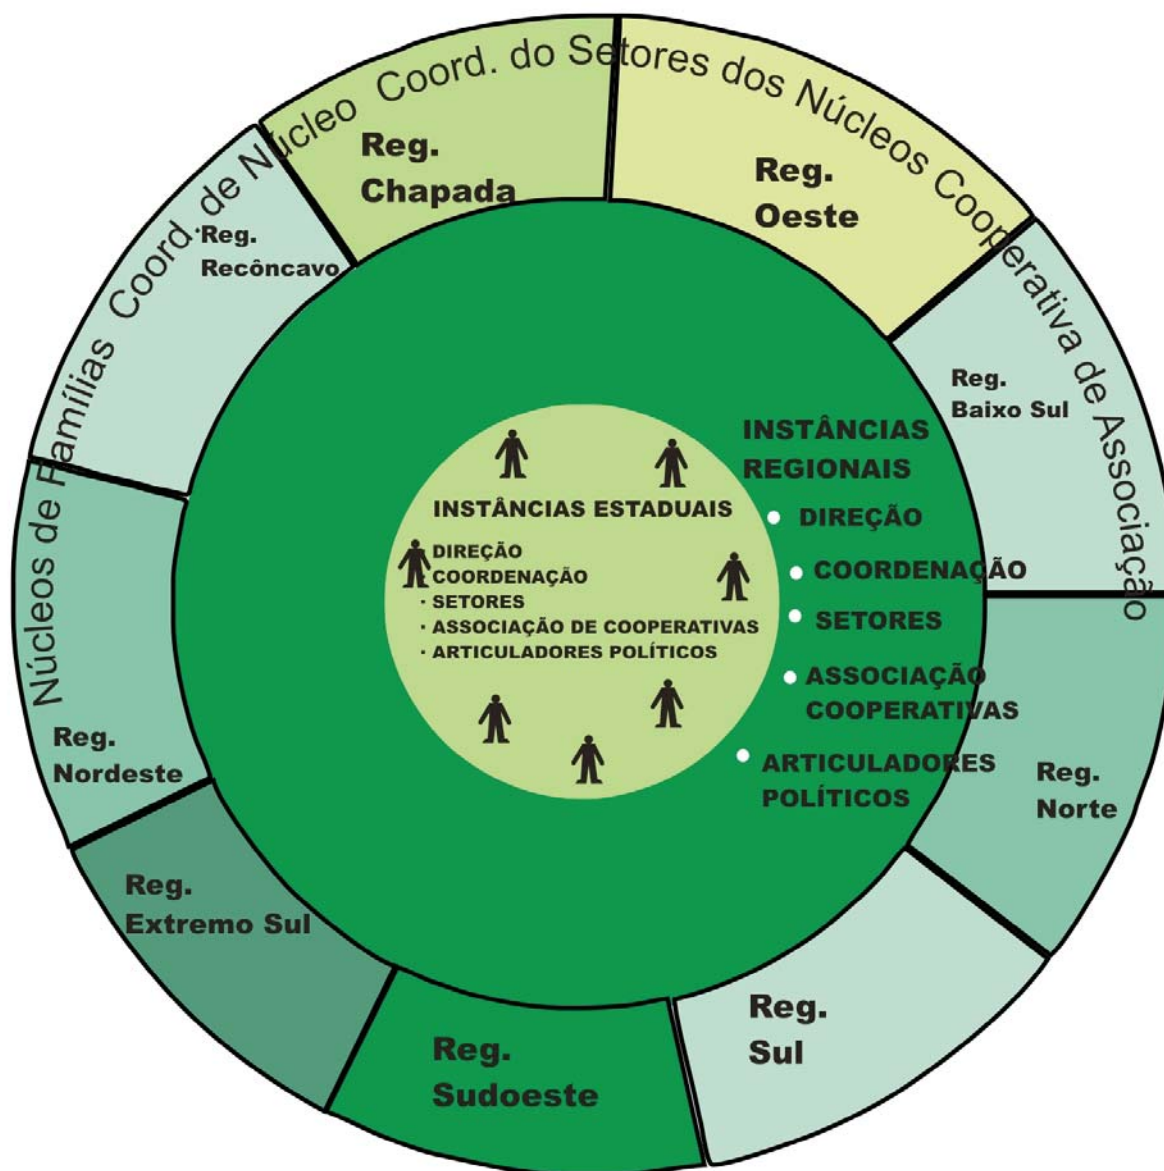 Núcleos de Famílias Coord. de Núcleo Coord. do Setores dos Núcleos Cooperativa de Associação
Reg.
Chapada
Reg.
Oeste
Reg.
Recôncavo
Reg.
Baixo Sul
INSTÂNCIAS
REGIONAIS
• DIREÇÃO
• COORDENAÇÃO
• SETORES
• ASSOCIAÇÃO
COOPERATIVAS
• ARTICULADORES
POLÍTICOS
INSTÂNCIAS ESTADUAIS
DIREÇÃO
COORDENAÇÃO
· SETORES
· ASSOCIAÇÃO DE COOPERATIVAS
· ARTICULADORES POLÍTICOS
Reg.
Nordeste
Reg.
Norte
Reg.
Extremo Sul
Reg.
Sul
Reg.
Sudoeste